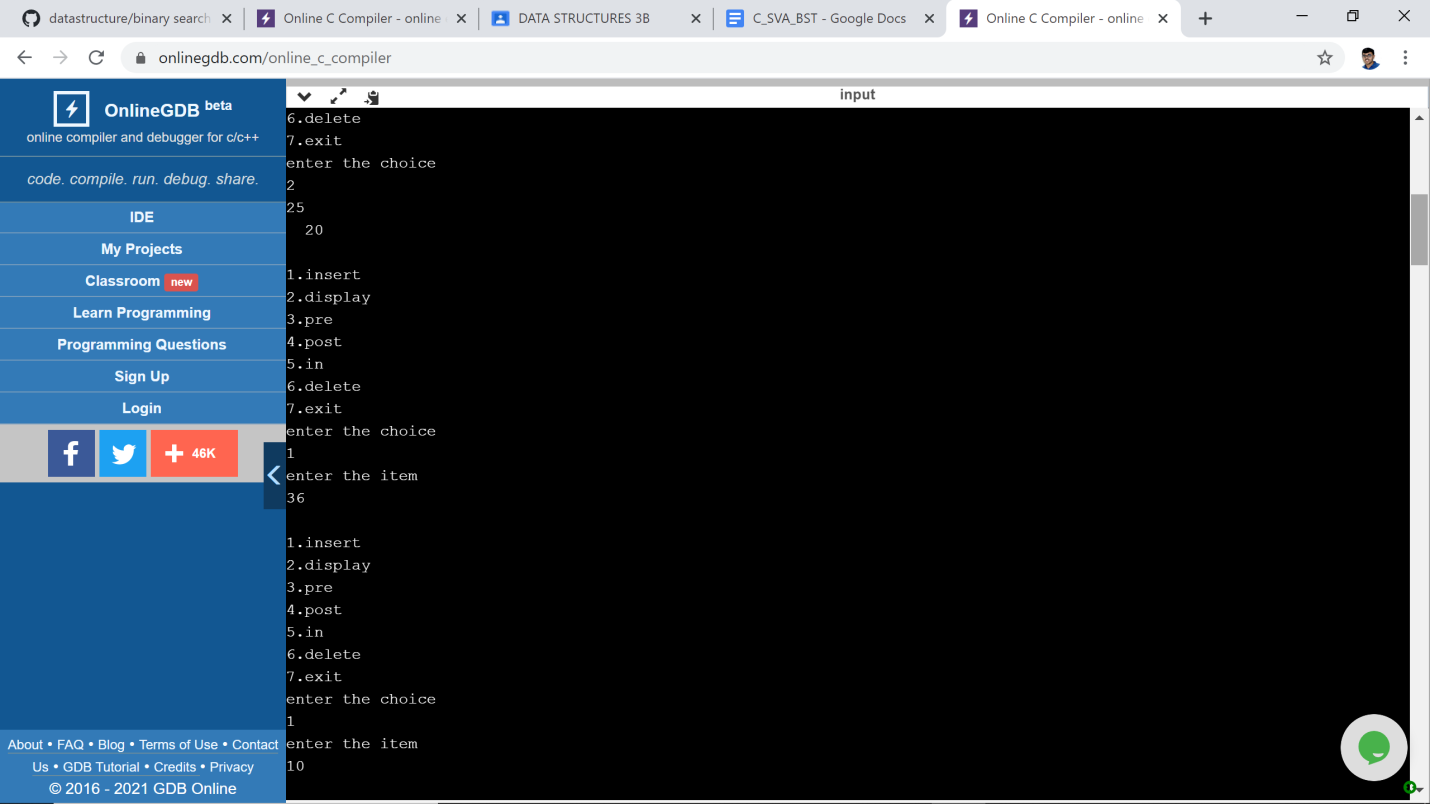 datastructure/binary search
Online C Compiler - online
DATA STRUCTURES 3B
C_SVA_BST - Google Docs
Online C Compiler - online
onlinegdb.com/online_c_compiler
OnlineGDB beta
online compiler and debugger for c/c++
code. compile. run. debug. share.
IDE
My Projects
Classroom new
Learn Programming
Programming Questions
Sign Up
Login
f
+ 46K
About • FAQ • Blog • Terms of Use • Contact
Us • GDB Tutorial • Credits • Privacy
© 2016 - 2021 GDB Online
input
6.delete
7.exit
enter the choice
2
25
  20

1.insert
2.display
3.pre
4.post
5.in
6.delete
7.exit
enter the choice
1
enter the item
36

1.insert
2.display
3.pre
4.post
5.in
6.delete
7.exit
enter the choice
1
enter the item
10